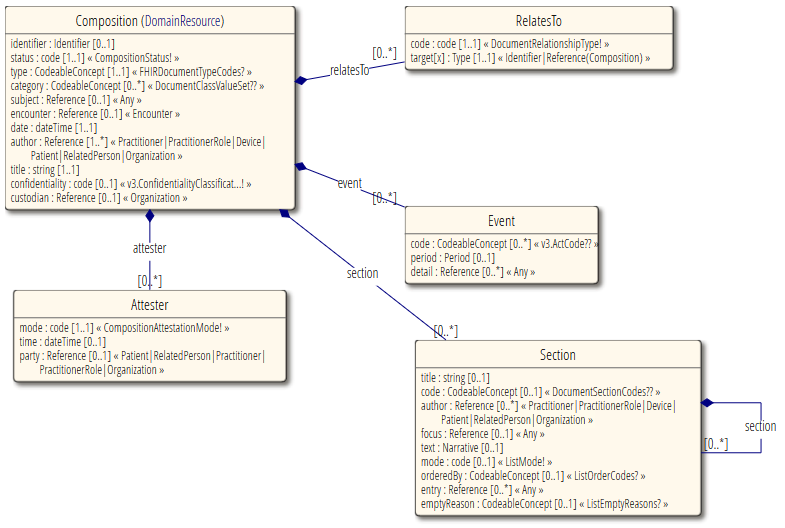 Composition (DomainResource)
identifier : Identifier [0..1]
status : code [1..1] « CompositionStatus! »
type : CodeableConcept [1..1] « FHIRDocumentTypeCodes? »
category : CodeableConcept [0..*] « DocumentClassValueSet?? »
subject : Reference [0..1] « Any »
encounter : Reference [0..1] « Encounter »
date : dateTime [1..1]
author : Reference [1..*] « Practitioner|PractitionerRole|Device|
Patient|RelatedPerson|Organization »
title : string [1..1]
confidentiality : code [0..1] « v3.ConfidentialityClassificat...! »
custodian : Reference [0..1] « Organization »
relatesTo
[0..*]
RelatesTo
code : code [1..1] « DocumentRelationshipType! »
target[x] : Type [1..1] « Identifier|Reference(Composition) »
event
[0..*]
Event
code : CodeableConcept [0..*] « v3.ActCode?? »
period : Period [0..1]
detail : Reference [0..*] « Any »
attester
[0..*]
Attester
mode : code [1..1] « CompositionAttestationMode! »
time : dateTime [0..1]
party : Reference [0..1] « Patient|RelatedPerson|Practitioner|
PractitionerRole|Organization »
section
[0..*]
Section
title : string [0..1]
code : CodeableConcept [0..1] « DocumentSectionCodes?? »
author : Reference [0..*] « Practitioner|PractitionerRole|Device|
Patient|RelatedPerson|Organization »
focus : Reference [0..1] « Any »
text : Narrative [0..1]
mode : code [0..1] « ListMode! »
orderedBy : CodeableConcept [0..1] « ListOrderCodes? »
entry : Reference [0..*] « Any »
emptyReason : CodeableConcept [0..1] « ListEmptyReasons? »
section
[0..*]